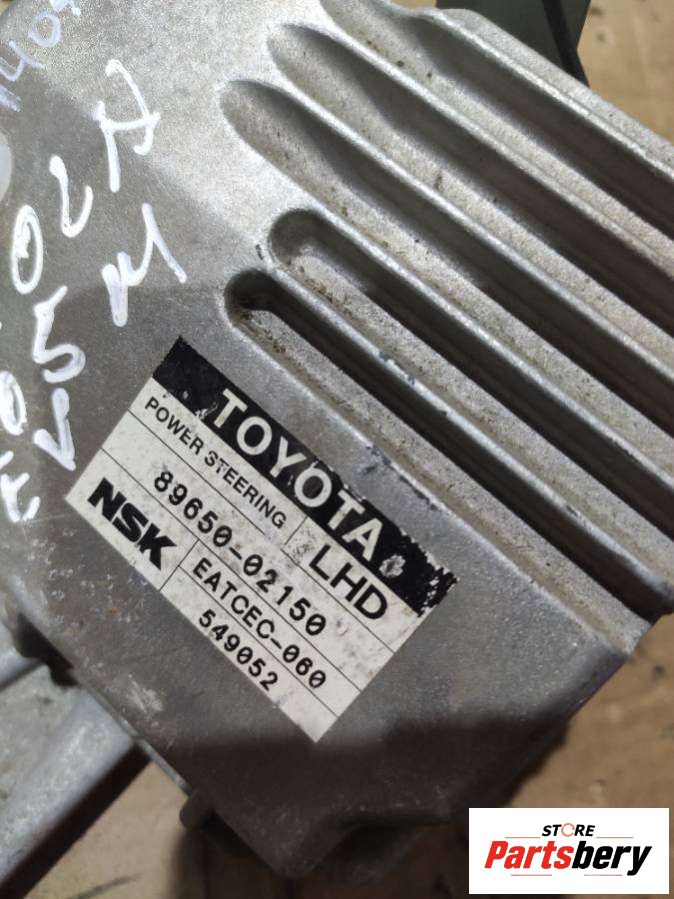 TOYOTA
POWER STEERING LHD
89650-02150
NSK EATCEC-060
549052
STORE
Partsbery